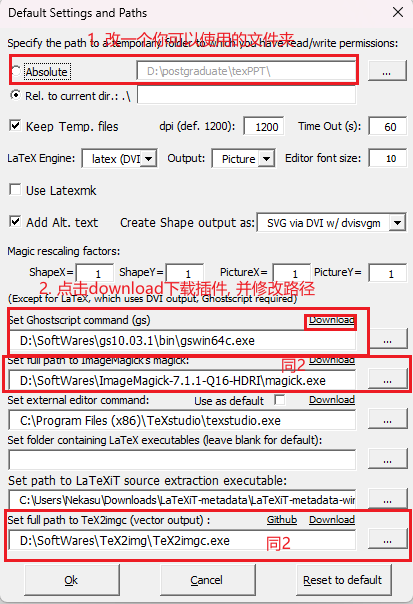 Default Settings and Paths
Specify the path to a temporary folder to which you have read/write permissions:
1. 改一个你可以使用的文件夹
Absolute
D:\postgraduate\texPPT\
...
Rel. to current dir.: .\
Keep Temp. files
dpi (def. 1200):
1200
Time Out (s):
60
LaTeX Engine:
latex (DVI
Output:
Picture
Editor font size:
10
Use Latexmk
Add Alt. text
Create Shape output as:
SVG via DVI w/ dvisvgm
Magic rescaling factors:
ShapeX=
1
ShapeY=
1
PictureX=
1
PictureY=
1
2. 点击download下载插件, 并修改路径
(Except for LaTeX, which uses DVI output, Ghostscript required)
Set Ghostscript command (gs)
Download
D:\SoftWares\gs10.03.1\bin\gswin64c.exe
...
Set full path to ImageMagick's magick:
同2
Download
D:\SoftWares\ImageMagick-7.1.1-Q16-HDRI\magick.exe
...
Set external editor command:
Use as default
Download
C:\Program Files (x86)\TeXstudio\texstudio.exe
...
Set folder containing LaTeX executables (leave blank for default):
...
Set path to LaTeXiT source extraction executable:
Download
C:\Users\Nekasu\Downloads\LaTeXiT-metadata\LaTeXiT-metadata-win
...
Set full path to TeX2imgc (vector output) :
Github
Download
D:\SoftWares\TeX2img\TeX2imgc.exe
同2
...
Ok
Cancel
Reset to default